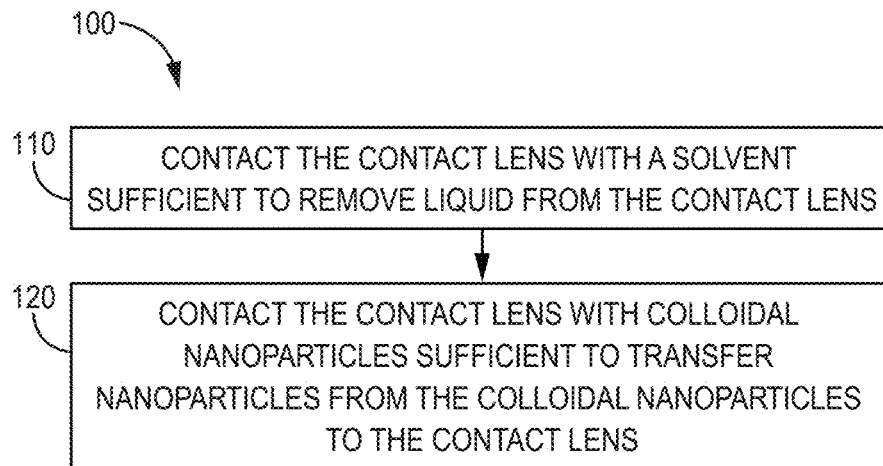 100
110
CONTACT THE CONTACT LENS WITH A SOLVENT
SUFFICIENT TO REMOVE LIQUID FROM THE CONTACT LENS
120
CONTACT THE CONTACT LENS WITH COLLOIDAL
NANOPARTICLES SUFFICIENT TO TRANSFER
NANOPARTICLES FROM THE COLLOIDAL NANOPARTICLES
TO THE CONTACT LENS